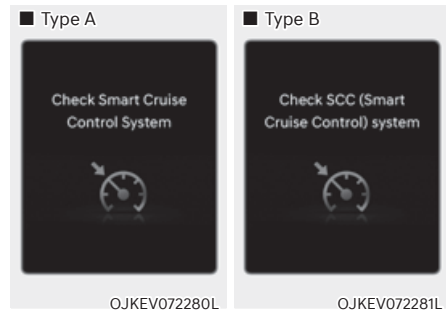 ■ Type A
Check Smart Cruise
Control System
OJKEV072280L
■ Type B
Check SCC (Smart
Cruise Control) system
OJKEV072281L